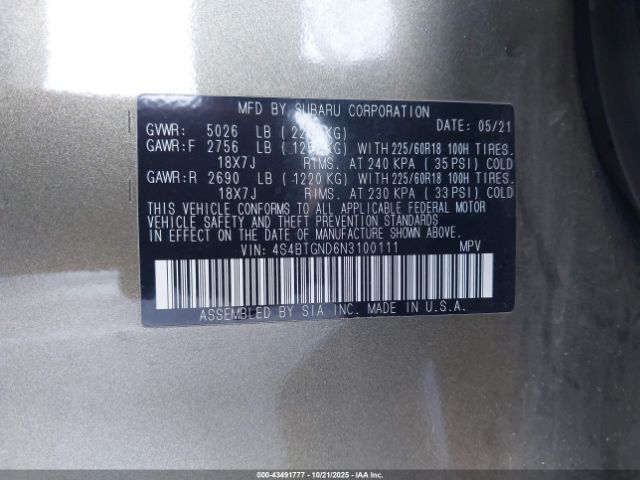 MFD BY SUBARU CORPORATION
GVWR: 5026 LB ( KG) DATE: 05/21
GAWR:F 2756 LB ( KG) WITH 225/60R18 100H TIRES.
18X7J RIMS. AT 240 KPA ( 35 PSI) COLD
GAWR:R 2690 LB ( 1220 KG) WITH 225/60R18 100H TIRES.
18X7J RIMS. AT 230 KPA ( 33 PSI) COLD
THIS VEHICLE CONFORMS TO ALL APPLICABLE FEDERAL MOTOR
VEHICLE SAFETY AND THEFT PREVENTION STANDARDS
IN EFFECT ON THE DATE OF MANUFACTURE SHOWN ABOVE.
VIN: 4S4BTGND6N3100111 MPV
ASSEMBLED BY SIA INC. MADE IN U.S.A.
000-43491777 - 10/21/2025 - IAAI.com